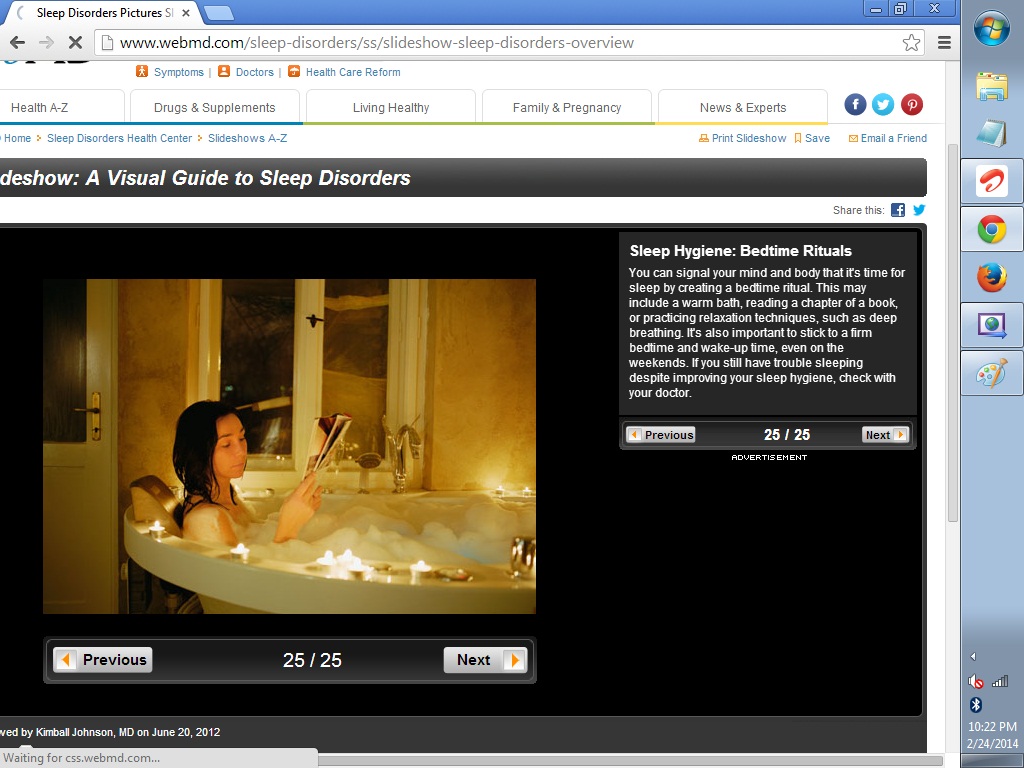 Sleep Disorders Pictures Sl
www.webmd.com/sleep-disorders/ss/slideshow-sleep-disorders-overview
Symptoms | Doctors | Health Care Reform
Health A-Z
Drugs & Supplements
Living Healthy
Family & Pregnancy
News & Experts
Home
Sleep Disorders Health Center
Slideshows A-Z
Print Slideshow
Save
Email a Friend
deshow: A Visual Guide to Sleep Disorders
Share this:
Sleep Hygiene: Bedtime Rituals
You can signal your mind and body that it's time for
sleep by creating a bedtime ritual. This may
include a warm bath, reading a chapter of a book,
or practicing relaxation techniques, such as deep
breathing. It's also important to stick to a firm
bedtime and wake-up time, even on the
weekends. If you still have trouble sleeping
despite improving your sleep hygiene, check with
your doctor.
Previous
25 / 25
Next
ADVERTISEMENT
Previous
25 / 25
Next
wed by Kimball Johnson, MD on June 20, 2012
Waiting for css.webmd.com...
10:22 PM
2/24/2014